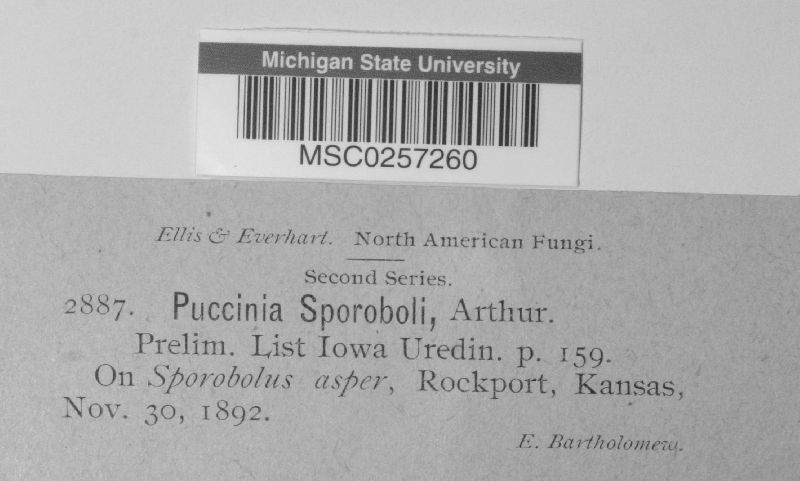 Michigan State University
MSC0257260
Ellis & Everhart. North American Fungi.
Second Series.
2887. Puccinia Sporoboli, Arthur.
Prelim. List Iowa Uredin. p. 159.
On Sporobolus asper, Rockport, Kansas,
Nov. 30, 1892.
E. Bartholomew.